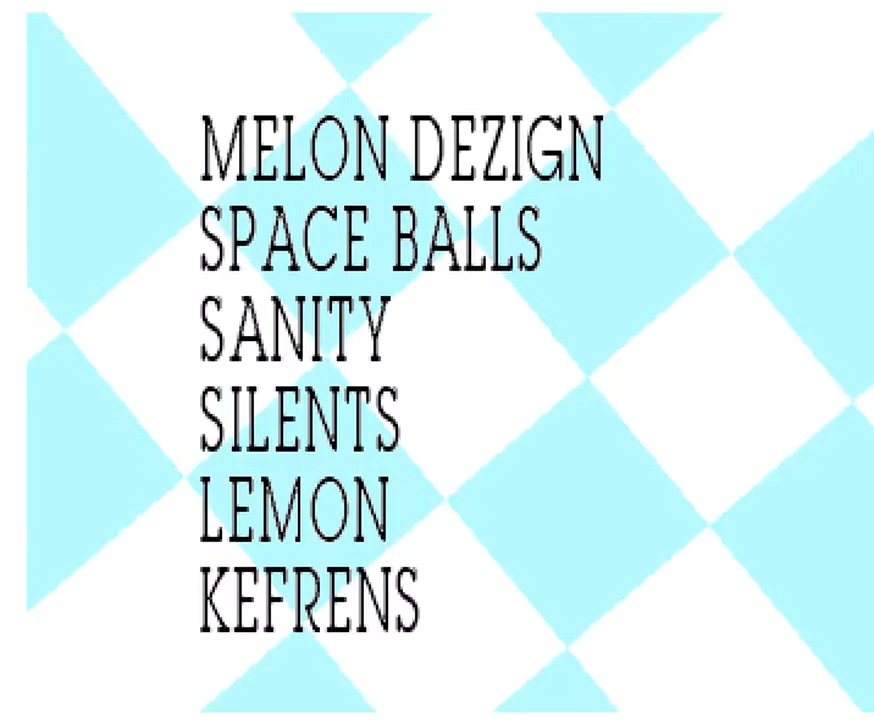 MELON DEZIGN
SPACE BALLS
SANITY
SILENTS
LEMON
KEFRENS